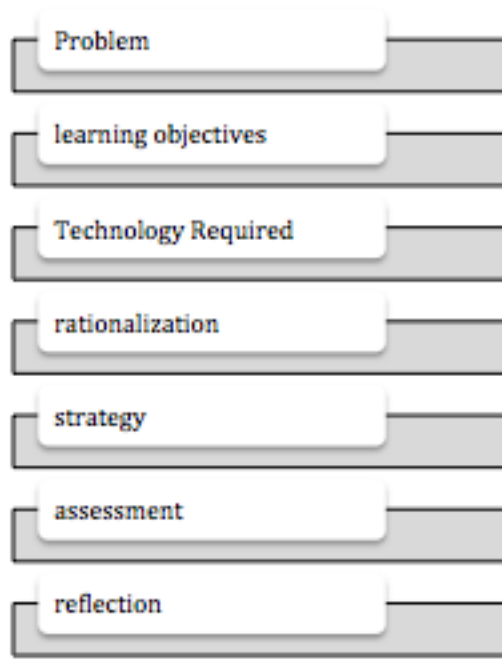 Problem
learning objectives
Technology Required
rationalization
strategy
assessment
reflection